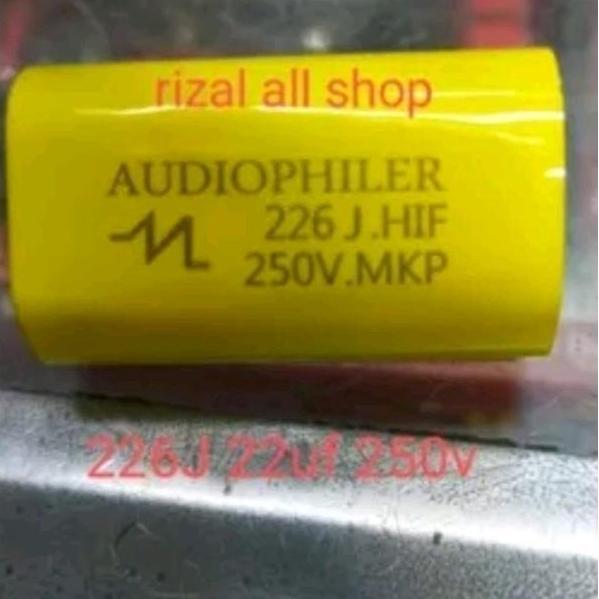 rizal all shop
AUDIOPHILER
226 J.HIF
250V.MKP
226J 22uf 250v